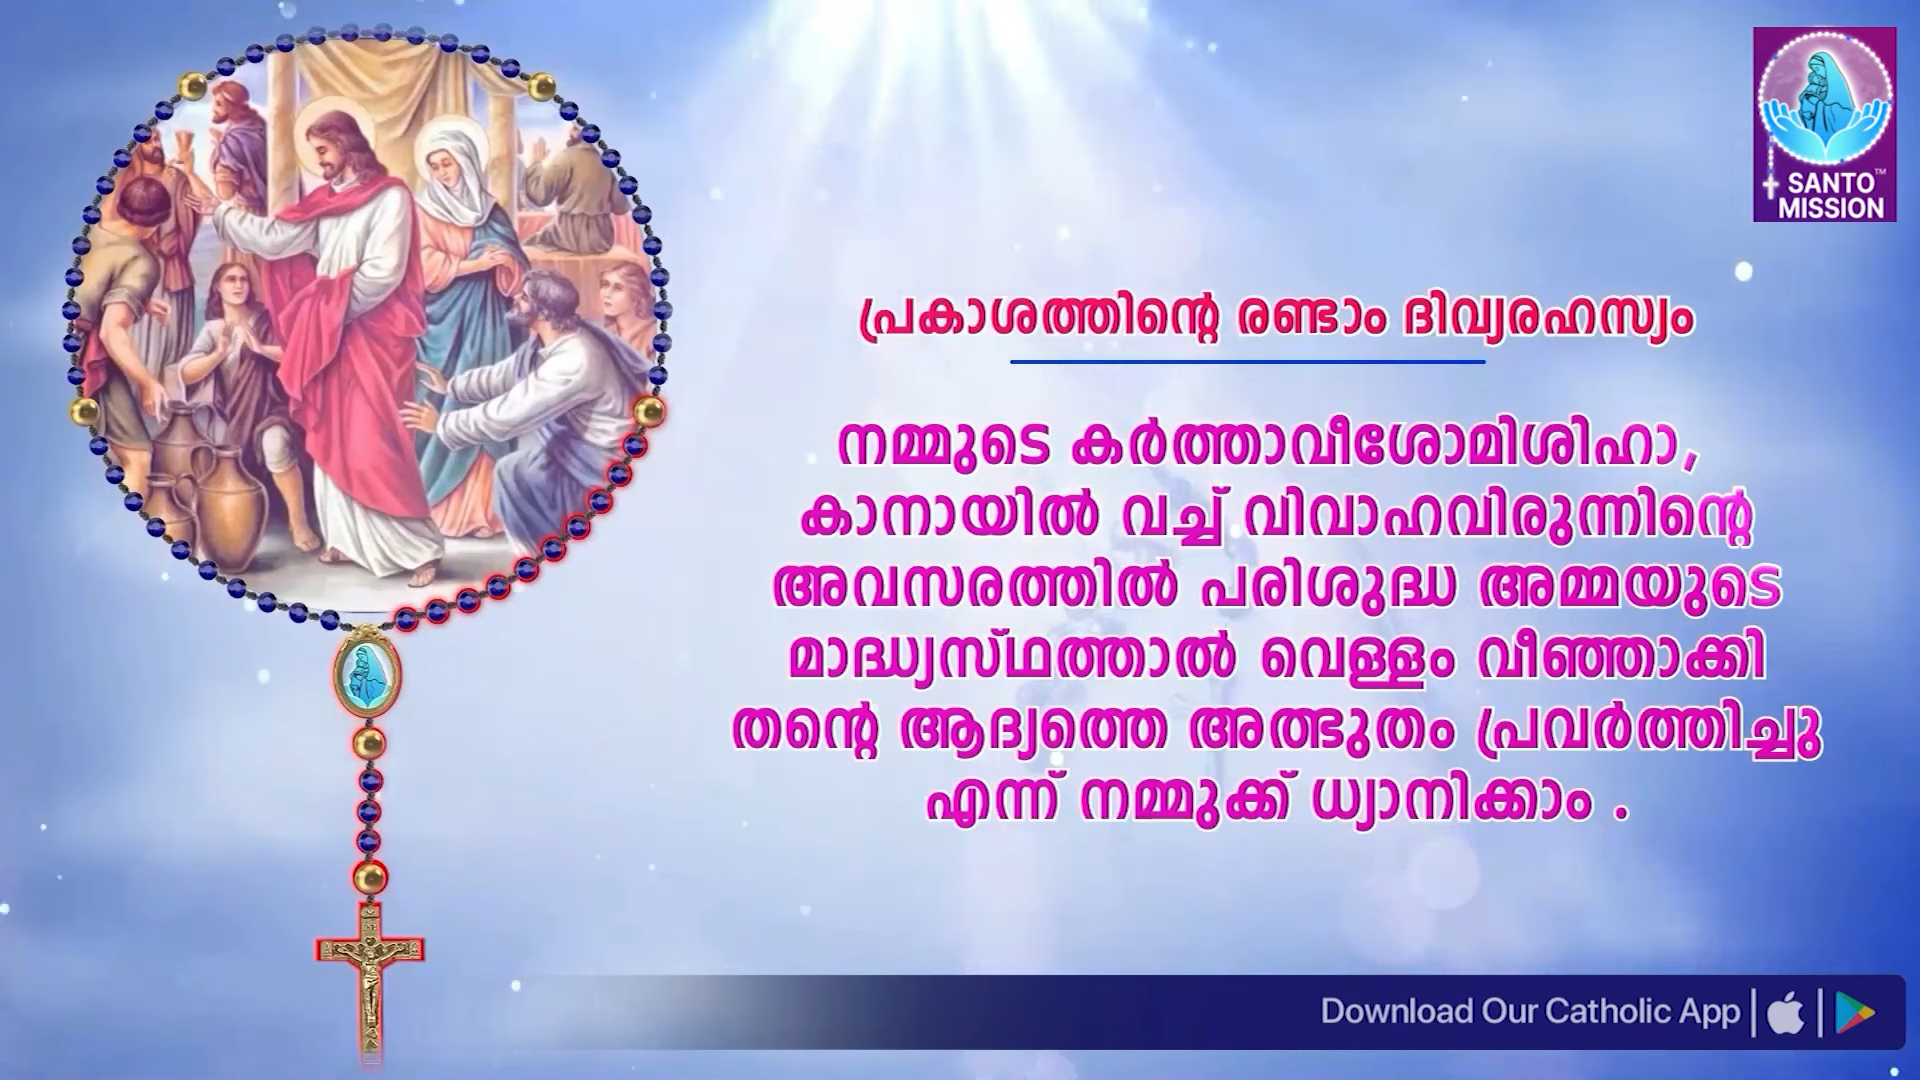 SANTO™
MISSION
പ്രകാശത്തിന്റെ രണ്ടാം ദിവ്യരഹസ്യം
നമ്മുടെ കർത്താവീശോമിശിഹാ,
കാനായിൽ വച്ച് വിവാഹവിരുന്നിന്റെ
അവസരത്തിൽ പരിശുദ്ധ അമ്മയുടെ
മാദ്ധ്യസ്ഥത്താൽ വെള്ളം വീഞ്ഞാക്കി
തന്റെ ആദ്യത്തെ അത്ഭുതം പ്രവർത്തിച്ചു
എന്ന് നമ്മുക്ക് ധ്യാനിക്കാം .
Download Our Catholic App